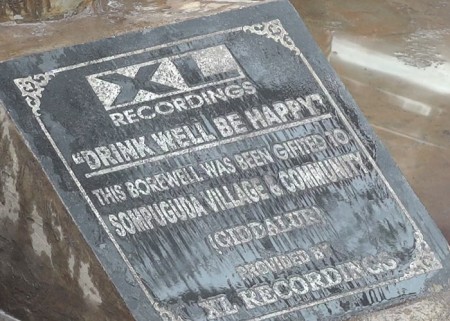 XL
RECORDINGS
"DRINK WELL BE HAPPY"
THIS BOREWELL WAS BEEN GIFTED TO
SOMPUGUDA VILLAGE & COMMUNITY
(GIDDALUR)
PROVIDED BY
XL RECORDINGS